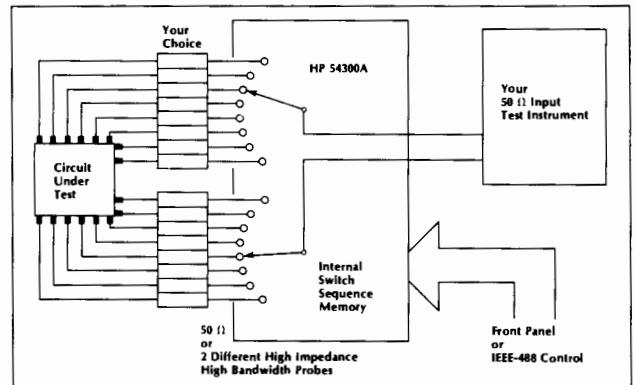 Your
Choice
HP 54300A
Your
50 Ω Input
Test Instrument
Circuit
Under
Test
Internal
Switch
Sequence
Memory
50 Ω
or
2 Different High Impedance
High Bandwidth Probes
Front Panel
or
IEEE-488 Control